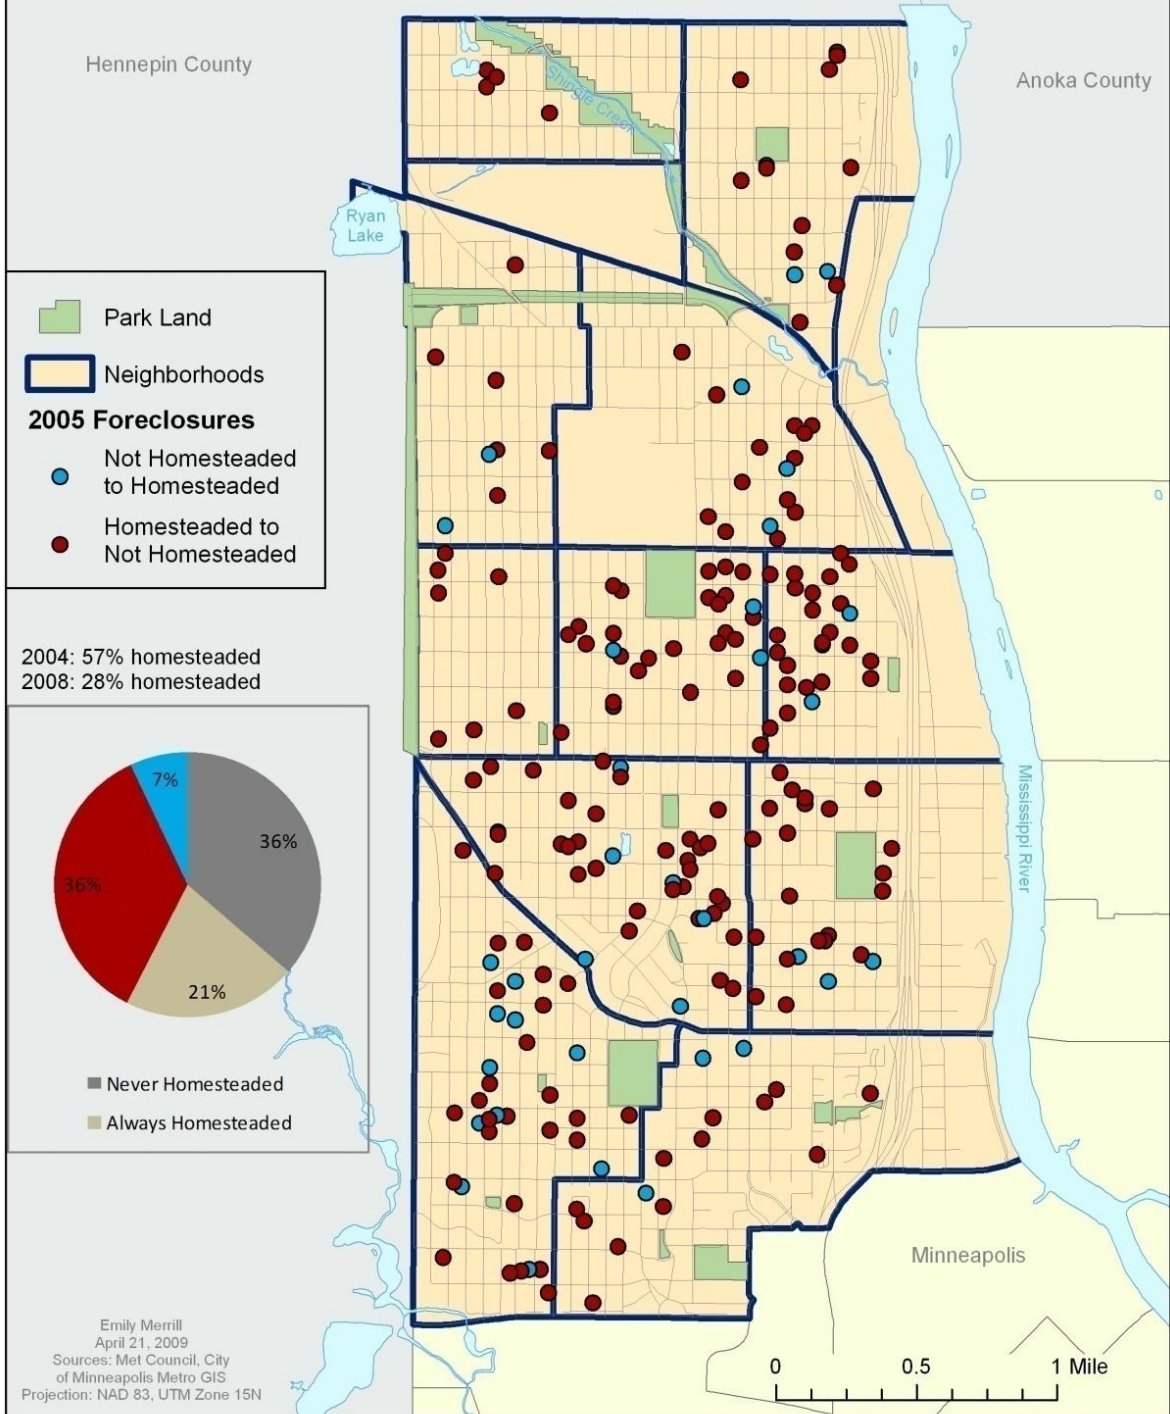 Hennepin County
Anoka County
Shingle Creek
Ryan
Lake
Park Land
Neighborhoods
2005 Foreclosures
Not Homesteaded
to Homesteaded
Homesteaded to
Not Homesteaded
2004: 57% homesteaded
2008: 28% homesteaded
7%
36%
36%
21%
Never Homesteaded
Always Homesteaded
Mississippi River
Minneapolis
Emily Merrill
April 21, 2009
Sources: Met Council, City
of Minneapolis Metro GIS
Projection: NAD 83, UTM Zone 15N
0 0.5 1 Mile